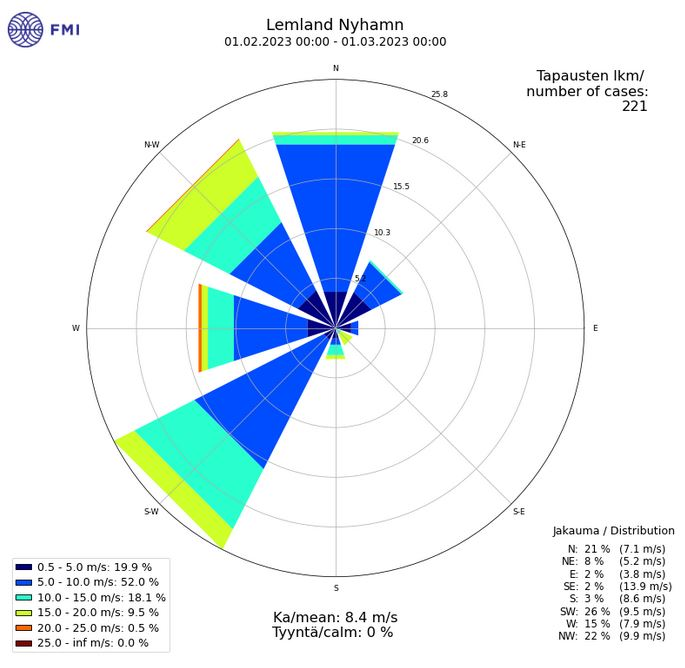 FMI
Lemland Nyhamn
01.02.2023 00:00 - 01.03.2023 00:00
Tapausten lkm/
number of cases:
221
N
25.8
20.6
N-W
N-E
15.5
10.3
5.2
W
E
S-W
S-E
S
Jakauma / Distribution
N: 21 % (7.1 m/s)
NE: 8 % (5.2 m/s)
E: 2 % (3.8 m/s)
SE: 2 % (13.9 m/s)
S: 3 % (8.6 m/s)
SW: 26 % (9.5 m/s)
W: 15 % (7.9 m/s)
NW: 22 % (9.9 m/s)
0.5 - 5.0 m/s: 19.9 %
5.0 - 10.0 m/s: 52.0 %
10.0 - 15.0 m/s: 18.1 %
15.0 - 20.0 m/s: 9.5 %
20.0 - 25.0 m/s: 0.5 %
25.0 - inf m/s: 0.0 %
Ka/mean: 8.4 m/s
Tyyntä/calm: 0 %